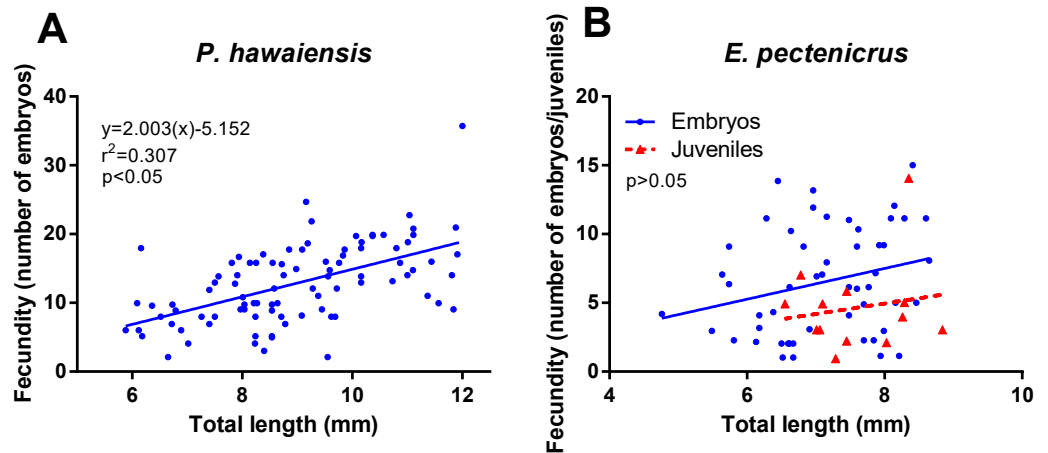 A
P. hawaiensis
Fecundity (number of embryos)
40
30
20
10
0
y=2.003(x)-5.152
r²=0.307
p<0.05
6
8
10
12
Total length (mm)
B
E. pectenicrus
Fecundity (number of embryos/juveniles)
20
15
10
5
0
Embryos
Juveniles
p>0.05
4
6
8
10
Total length (mm)